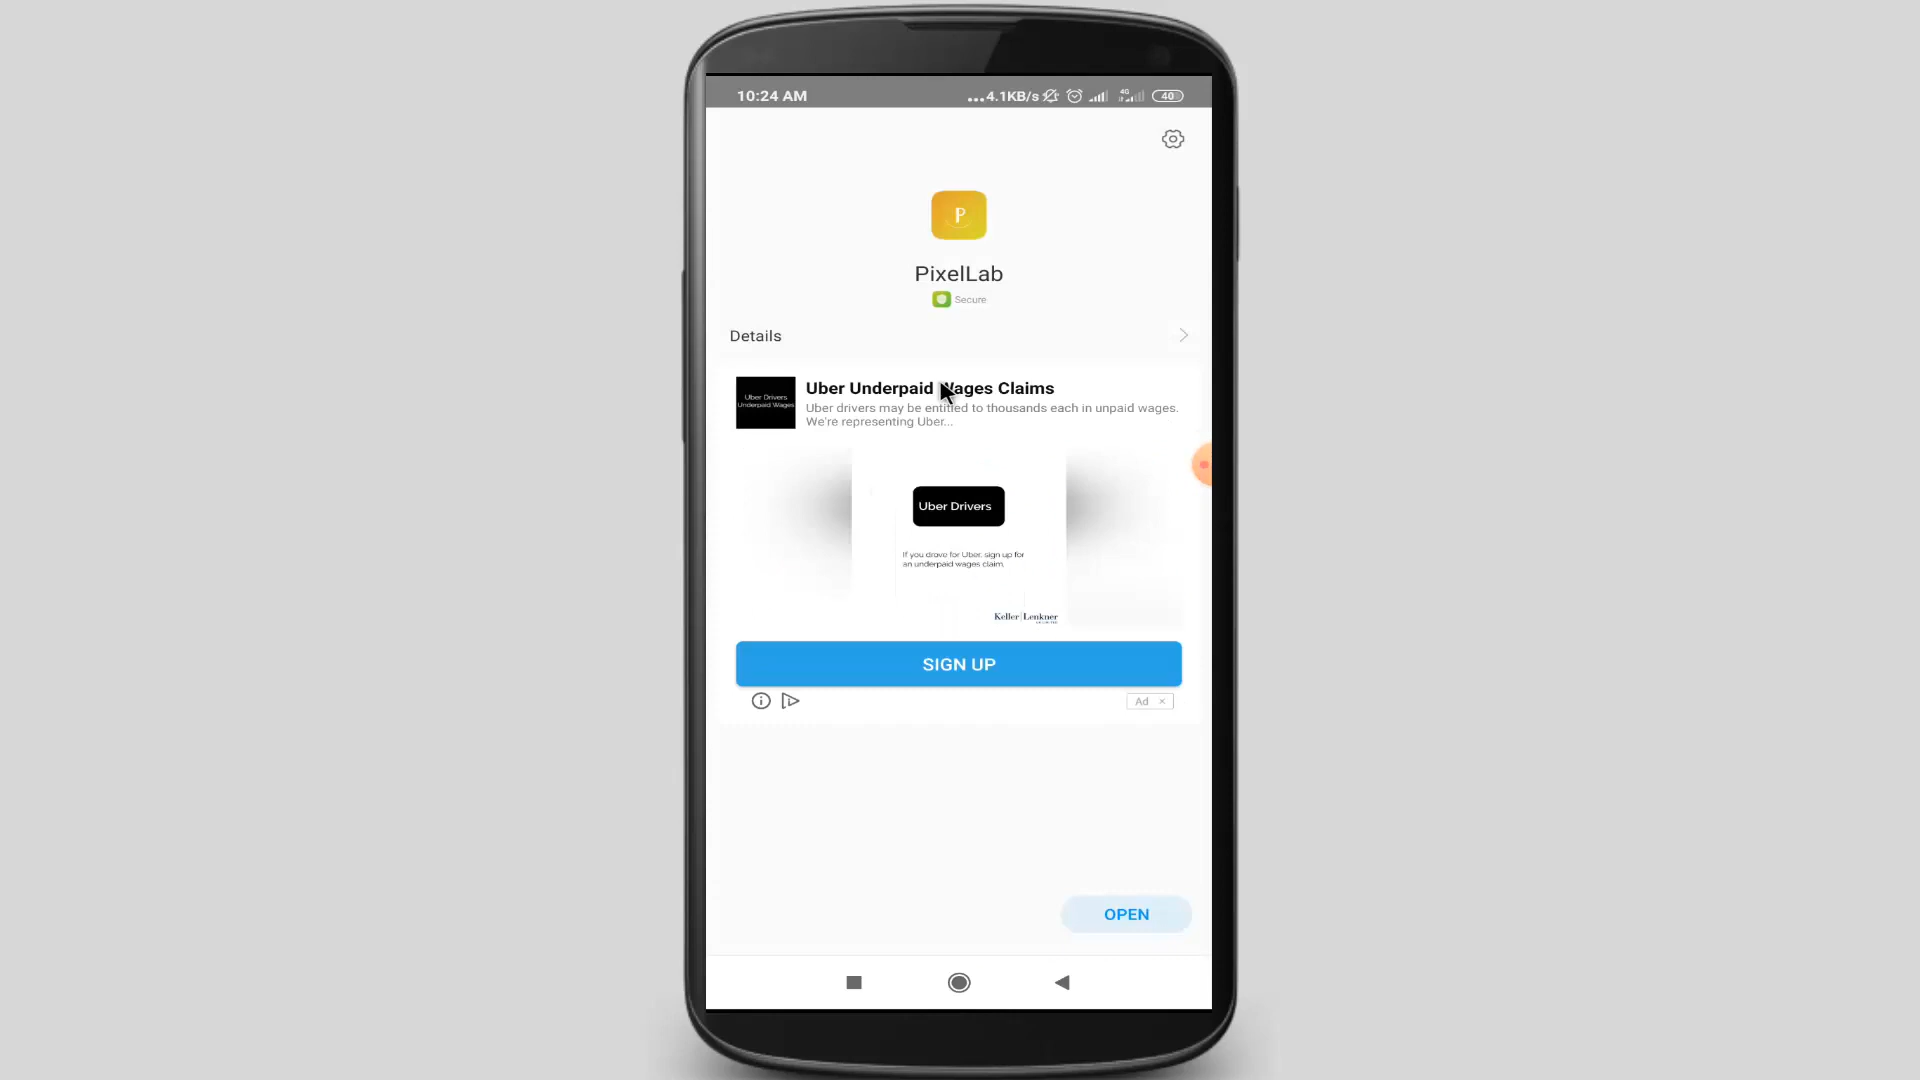 10:24 AM
...4.1KB/s 4G 40
P
PixelLab
Secure
Details
Uber Drivers
Underpaid Wages
Uber Underpaid Wages Claims
Uber drivers may be entitled to thousands each in unpaid wages.
We're representing Uber...
Uber Drivers
If you drove for Uber, sign up for
an underpaid wages claim.
Keller | Lenkner
SIGN UP
Ad ×
OPEN